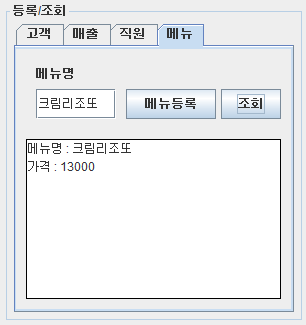 등록/조회
고객 매출 직원 메뉴
메뉴명
크림리조또 메뉴등록 조회
메뉴명 : 크림리조또
가격 : 13000